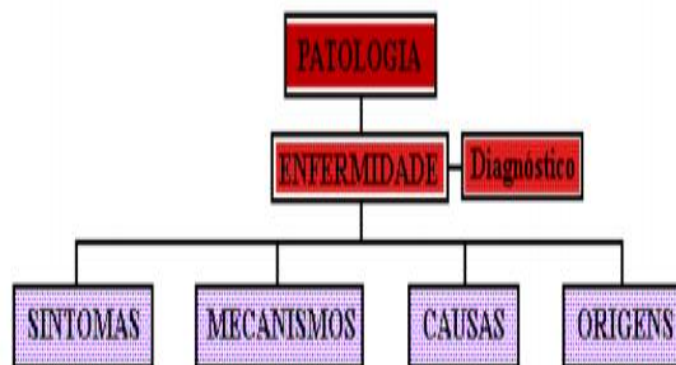 PATOLOGIA
ENFERMIDADE
Diagnóstico
SINTOMAS
MECANISMOS
CAUSAS
ORIGENS